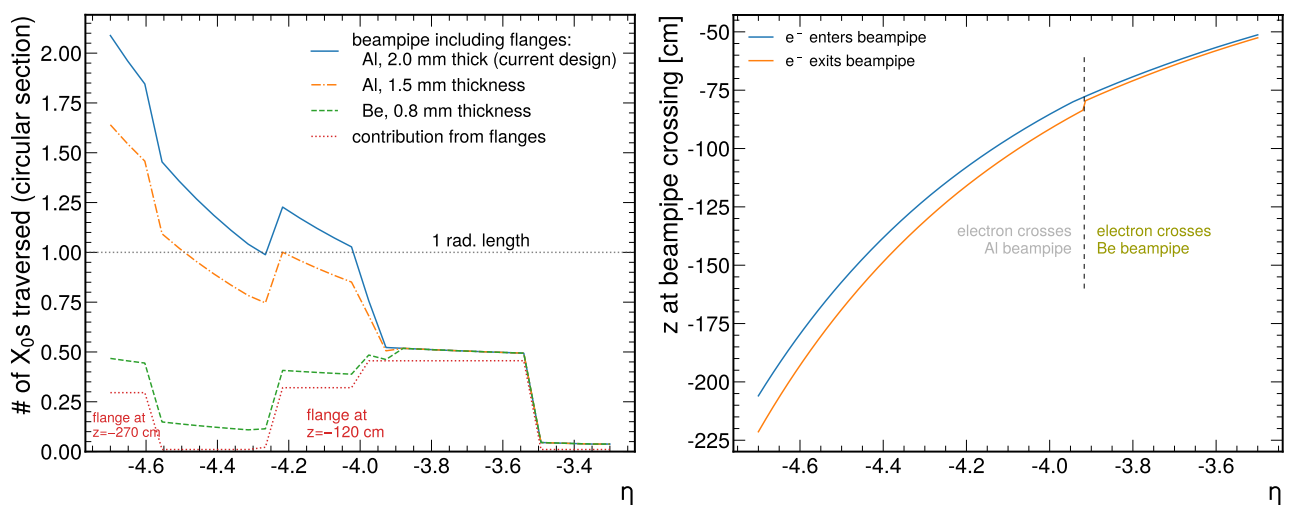 # of X₀s traversed (circular section)
2.00
1.75
1.50
1.25
1.00
0.75
0.50
0.25
0.00
beampipe including flanges:
Al, 2.0 mm thick (current design)
Al, 1.5 mm thickness
Be, 0.8 mm thickness
contribution from flanges
1 rad. length
flange at
z=−270 cm
flange at
z=−120 cm
-4.6
-4.4
-4.2
-4.0
-3.8
-3.6
-3.4
η
z at beampipe crossing [cm]
-50
-75
-100
-125
-150
-175
-200
-225
e⁻ enters beampipe
e⁻ exits beampipe
electron crosses
Al beampipe
electron crosses
Be beampipe
-4.6
-4.4
-4.2
-4.0
-3.8
-3.6
η